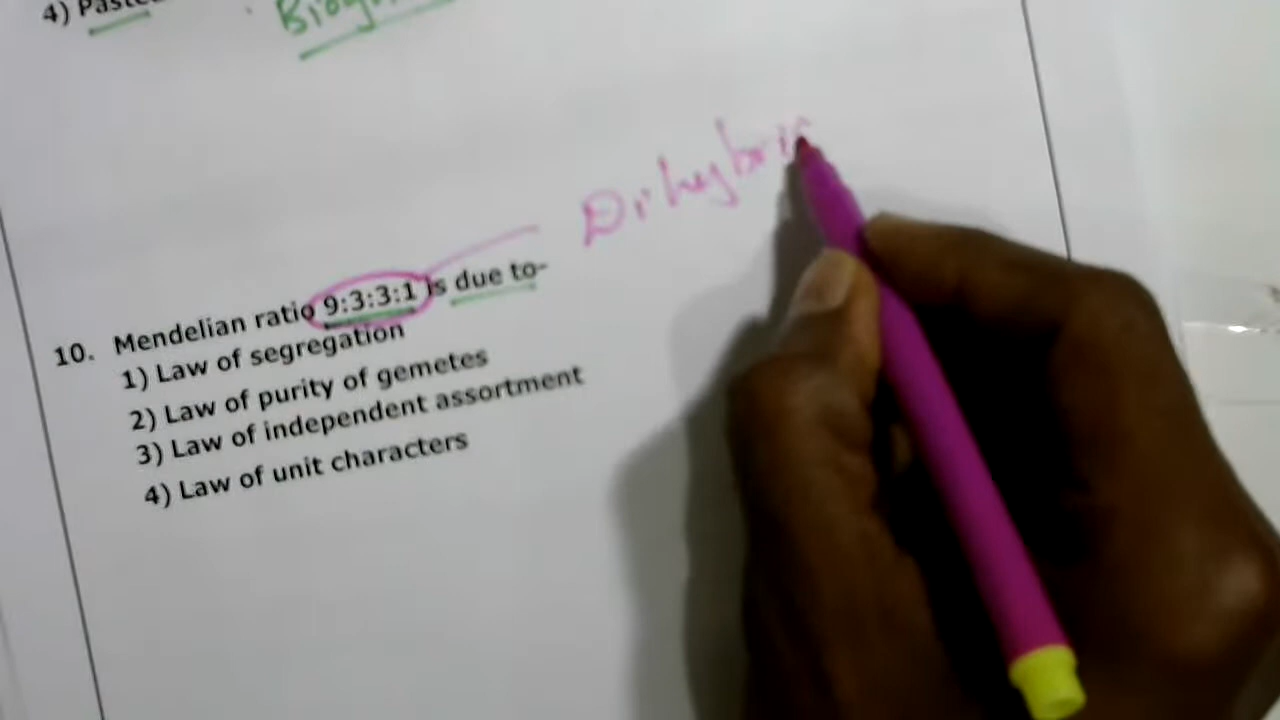 4) Paste
Dihybri
10. Mendelian ratio 9:3:3:1 is due to-
1) Law of segregation
2) Law of purity of gemetes
3) Law of independent assortment
4) Law of unit characters